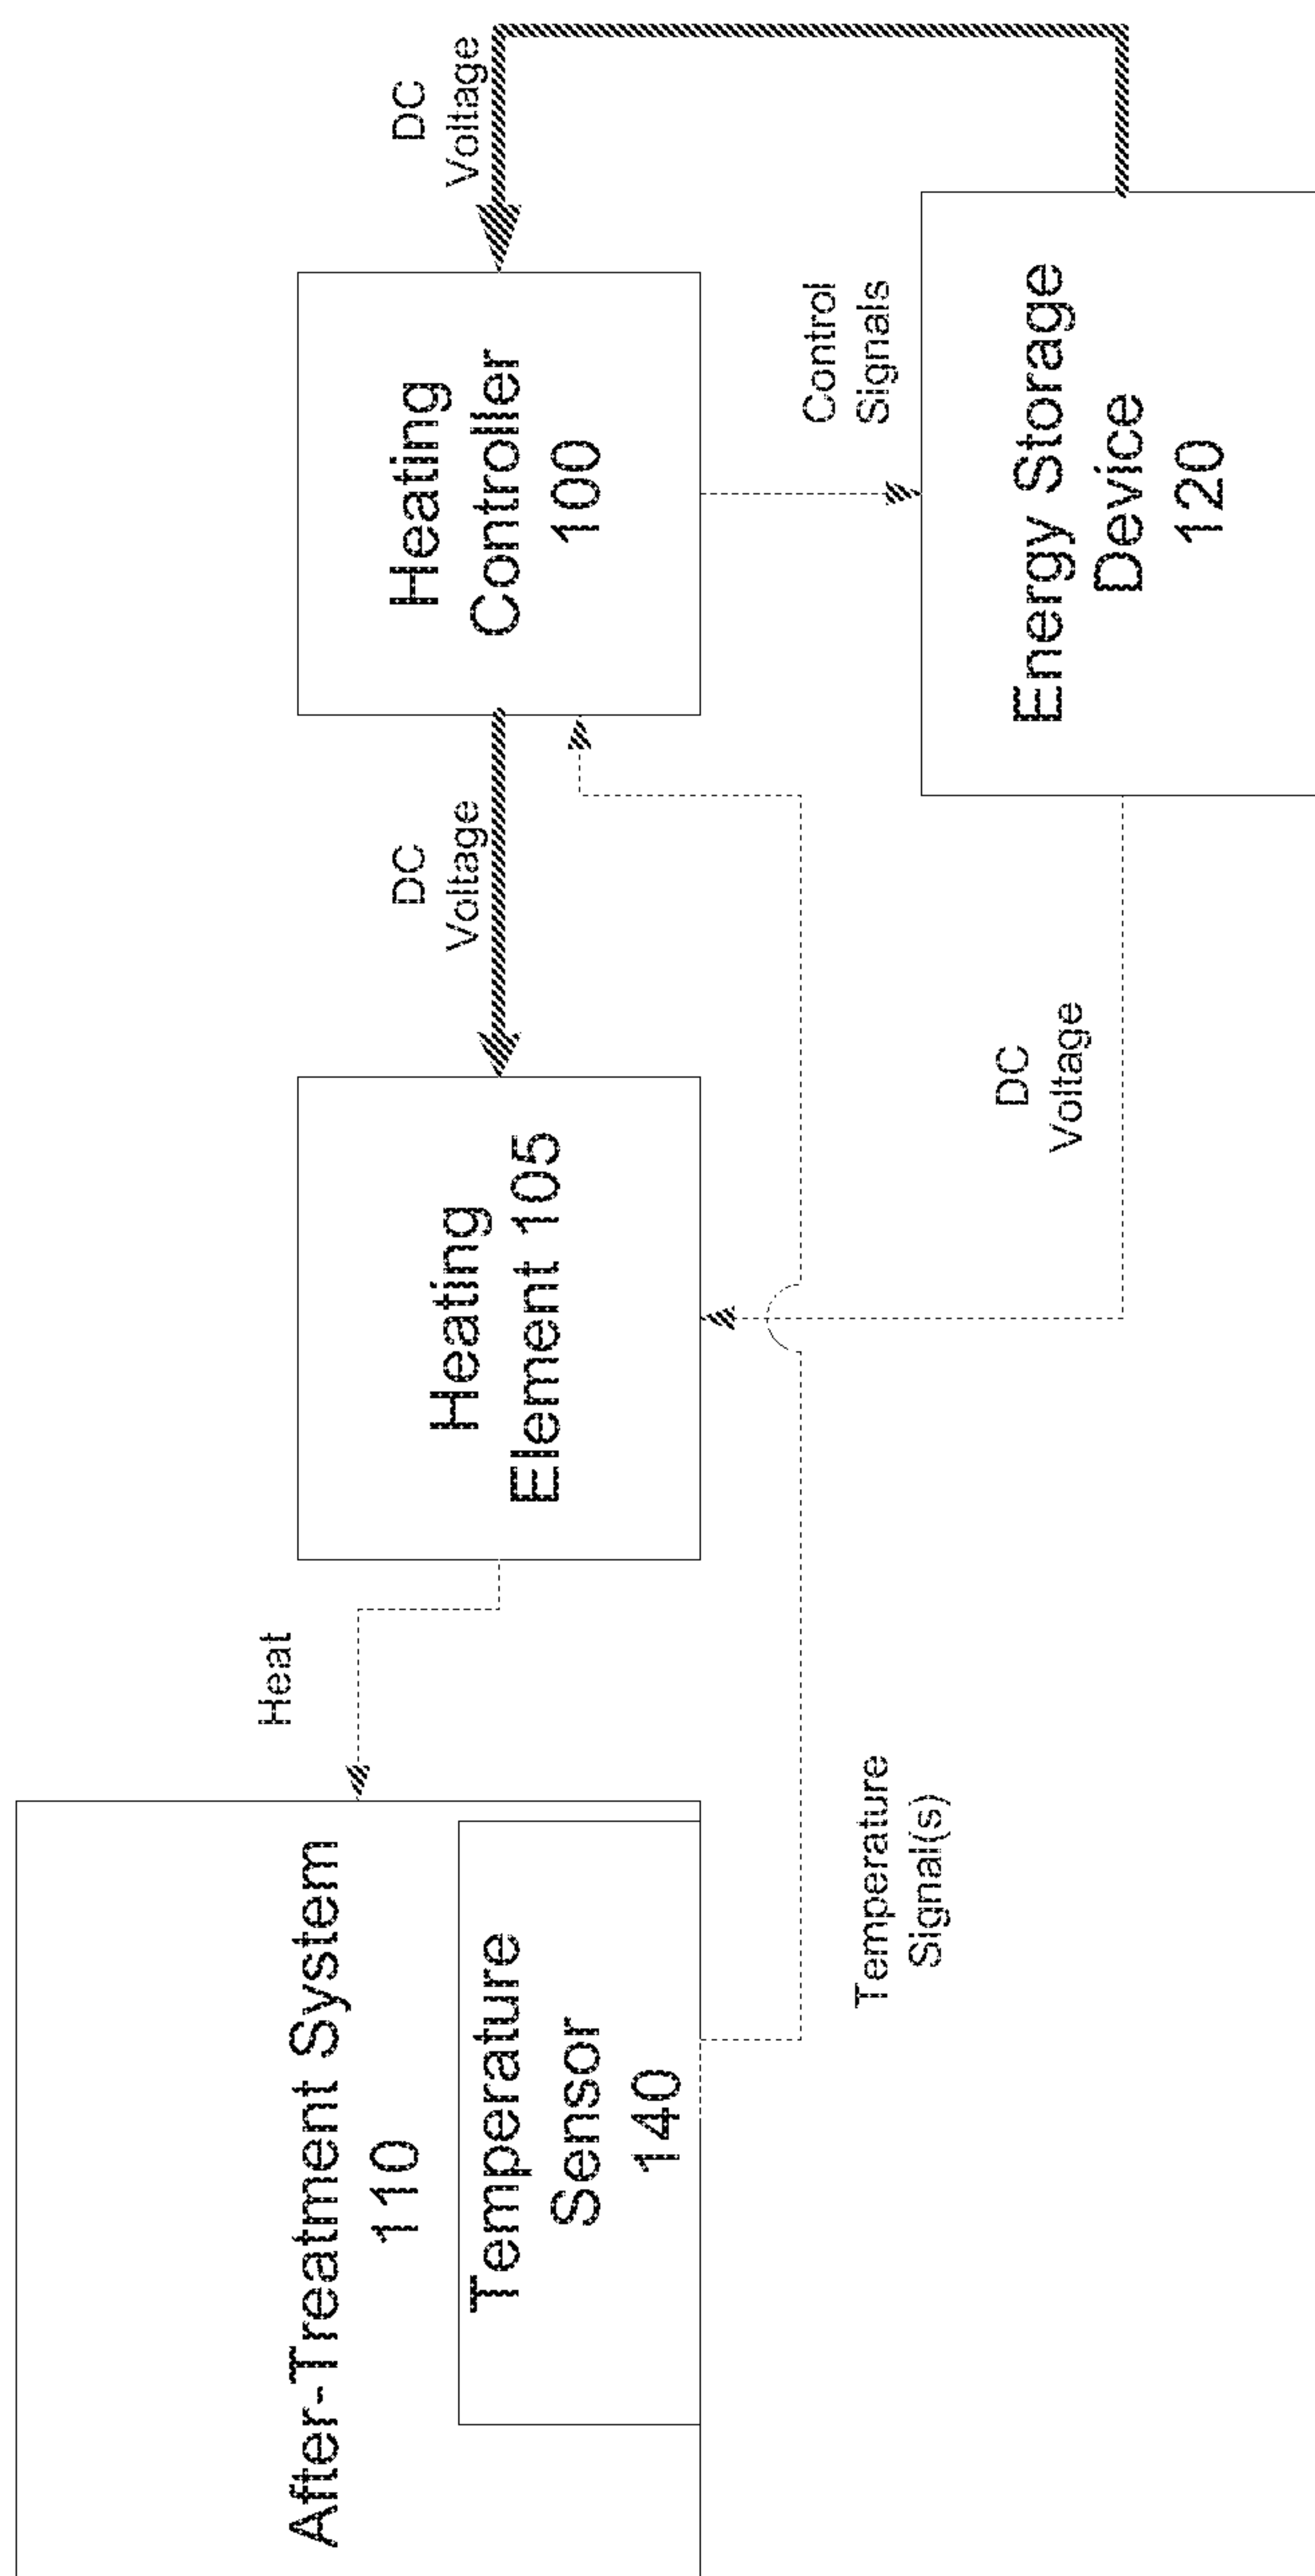 After-Treatment System
110
Temperature
Sensor
140
Heat
Temperature
Signal(s)
Heating
Element 105
DC
Voltage
DC
Voltage
Heating
Controller
100
Control
Signals
Energy Storage
Device
120
DC
Voltage